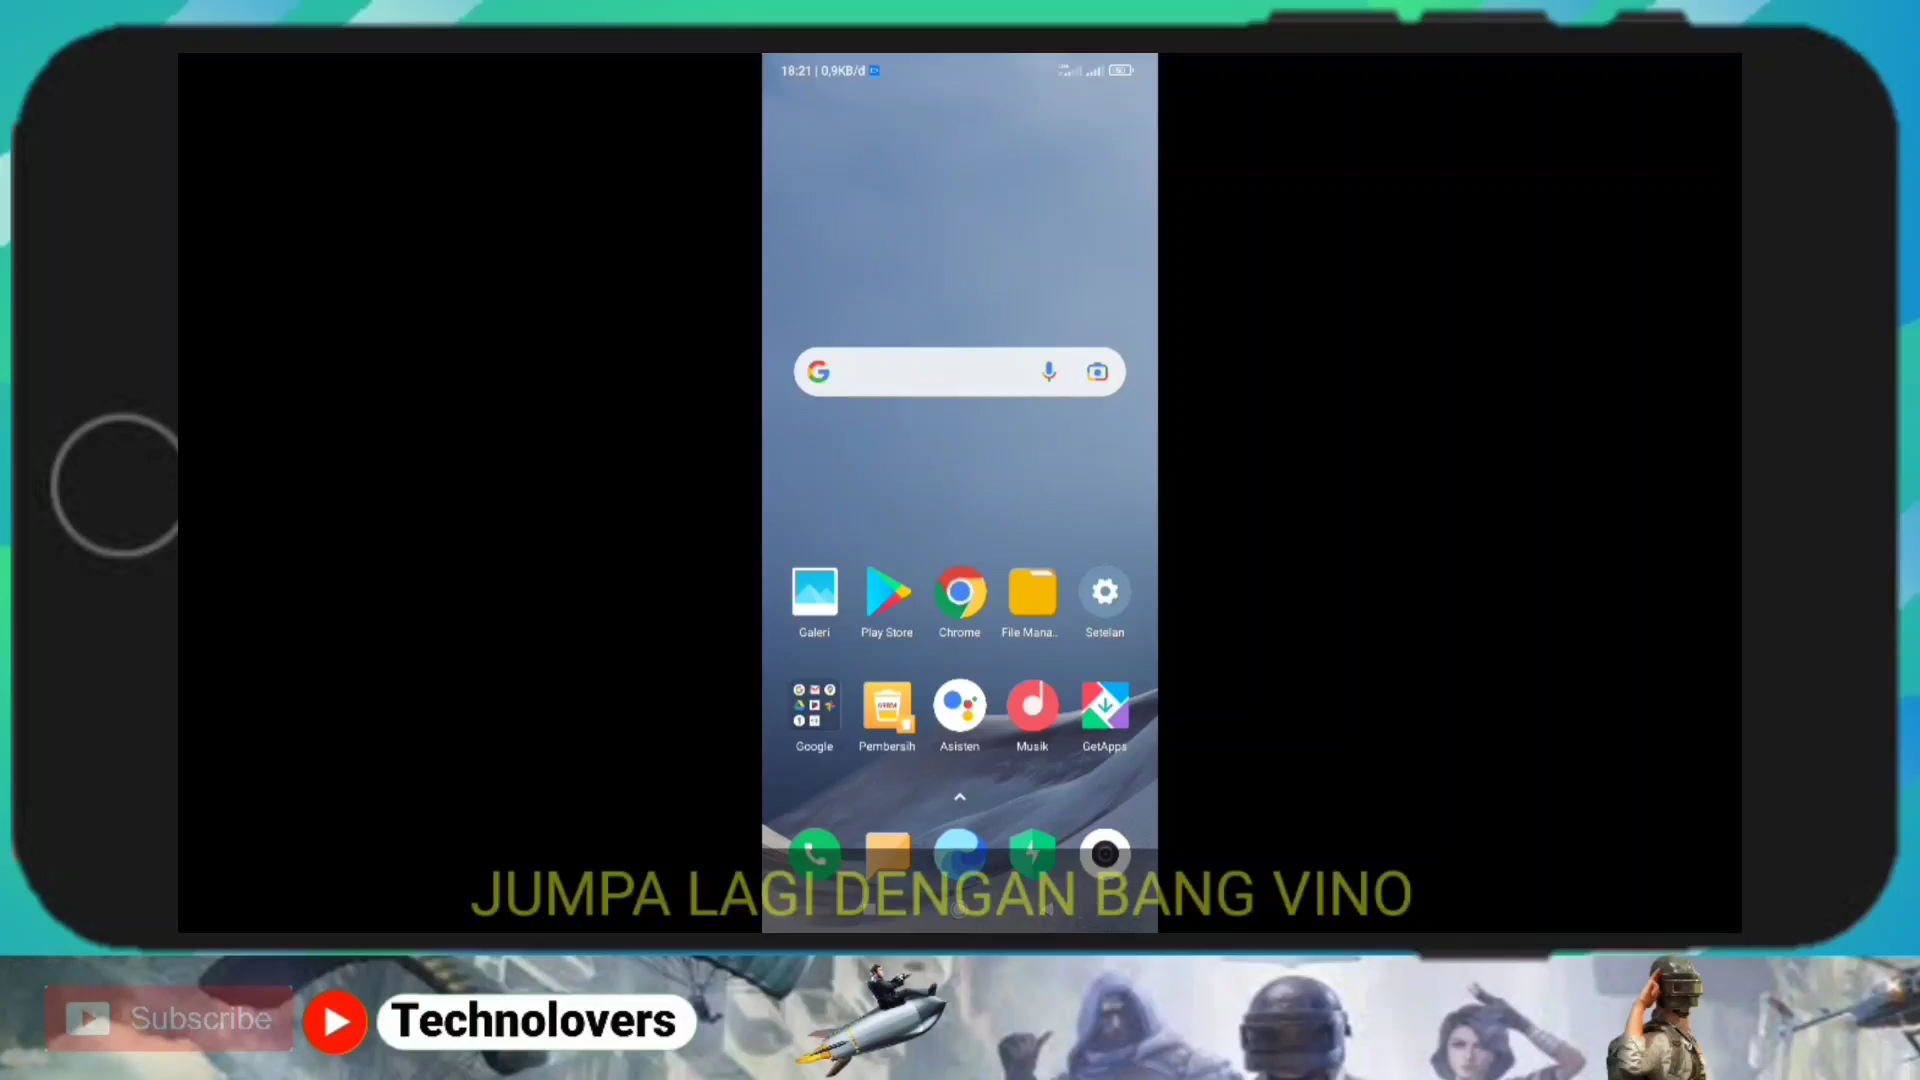 18:21 | 0,9KB/d
Galeri
Play Store
Chrome
File Mana..
Setelan
Google
Pembersih
Asisten
Musik
GetApps
JUMPA LAGI DENGAN BANG VINO
Subscribe
Technolovers